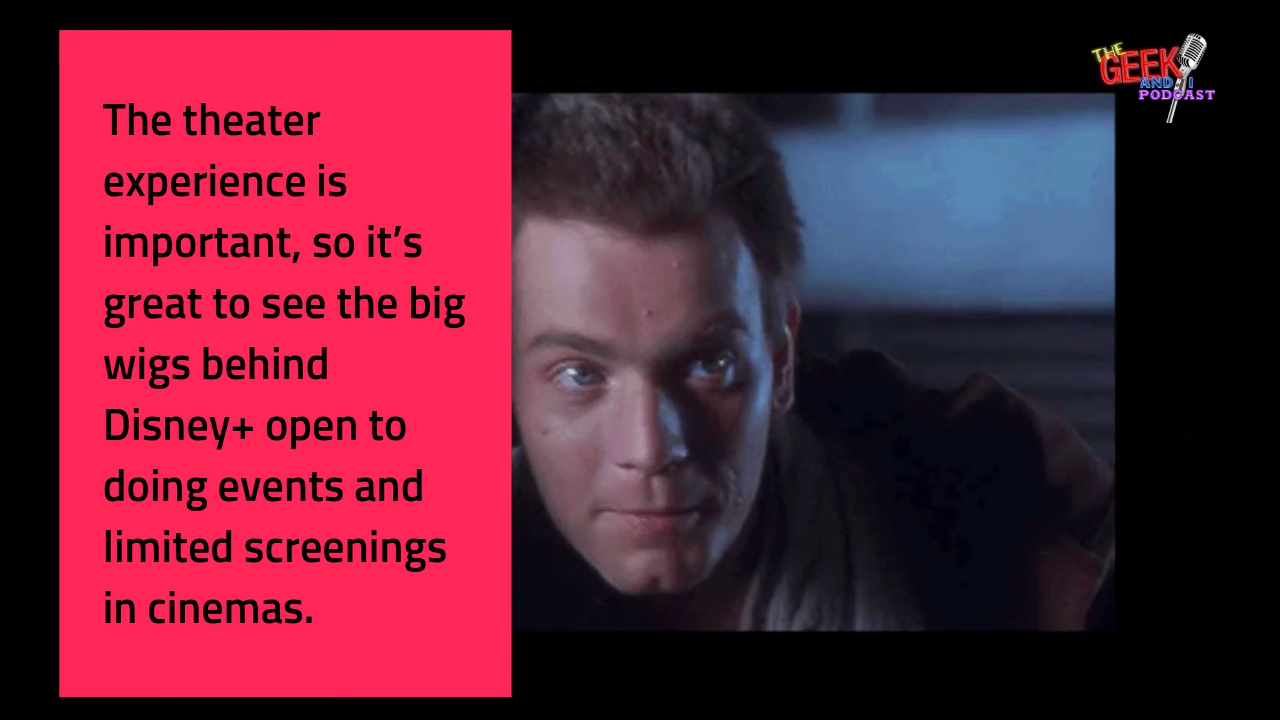 The theater
experience is
important, so it’s
great to see the big
wigs behind
Disney+ open to
doing events and
limited screenings
in cinemas.
THE
GEEK
AND I
PODCAST